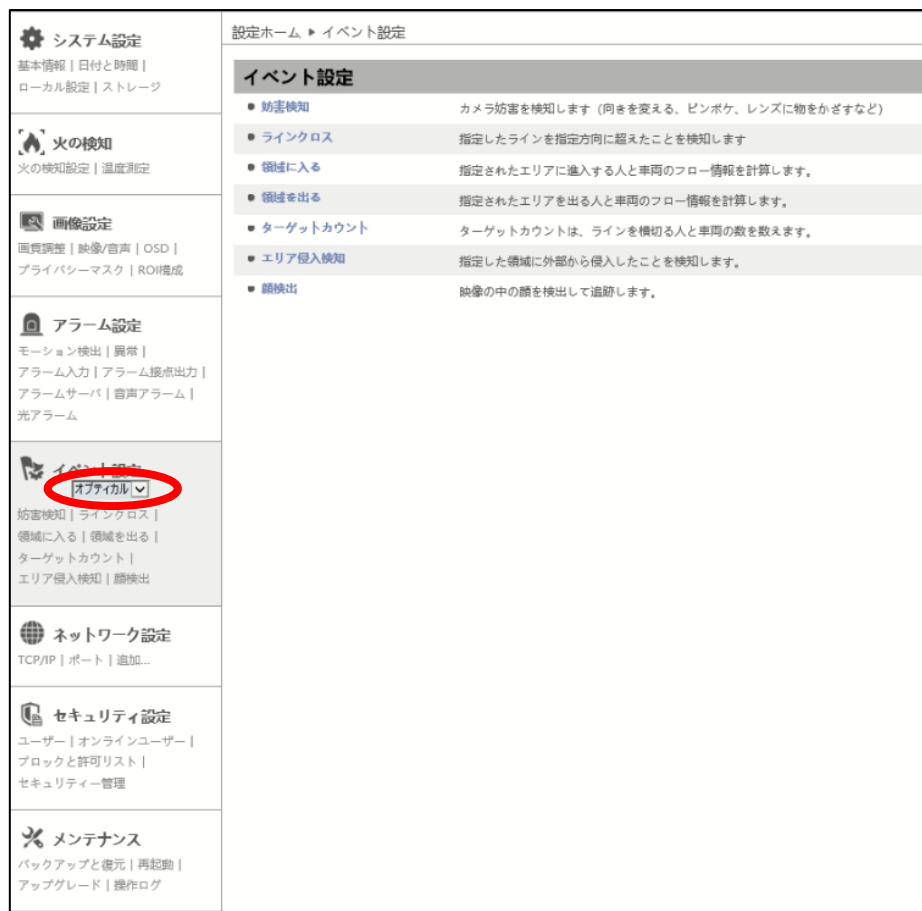 システム設定
基本情報 | 日付と時間 |
ローカル設定 | ストレージ
火の検知
火の検知設定 | 温度測定
画像設定
画質調整 | 映像/音声 | OSD |
プライバシーマスク | ROI構成
アラーム設定
モーション検出 | 異常 |
アラーム入力 | アラーム接点出力 |
アラームサーバ | 音声アラーム |
光アラーム
イベント設定
オプティカル
妨害検知 | ラインクロス |
領域に入る | 領域を出る |
ターゲットカウント |
エリア侵入検知 | 顔検出
ネットワーク設定
TCP/IP | ポート | 追加...
セキュリティ設定
ユーザー | オンラインユーザー |
ブロックと許可リスト |
セキュリティー管理
メンテナンス
バックアップと復元 | 再起動 |
アップグレード | 操作ログ
設定ホーム ▶ イベント設定
イベント設定
妨害検知 カメラ妨害を検知します（向きを変える、ピンボケ、レンズに物をかざすなど）
ラインクロス 指定したラインを指定方向に超えたことを検知します
領域に入る 指定されたエリアに進入する人と車両のフロー情報を計算します。
領域を出る 指定されたエリアを出る人と車両のフロー情報を計算します。
ターゲットカウント ターゲットカウントは、ラインを横切る人と車両の数を数えます。
エリア侵入検知 指定した領域に外部から侵入したことを検知します。
顔検出 映像の中の顔を検出して追跡します。